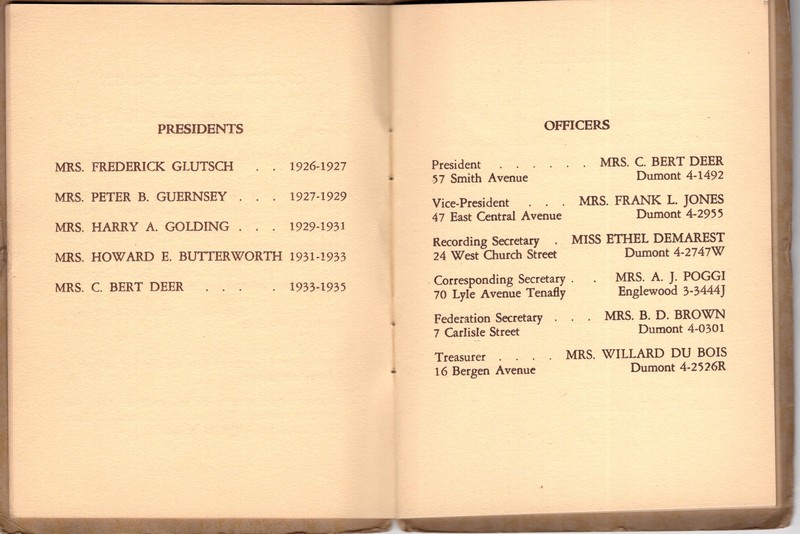 PRESIDENTS
MRS. FREDERICK GLUTSCH . . 1926-1927
MRS. PETER B. GUERNSEY . . . 1927-1929
MRS. HARRY A. GOLDING . . . 1929-1931
MRS. HOWARD E. BUTTERWORTH 1931-1933
MRS. C. BERT DEER . . . . 1933-1935
OFFICERS
President . . . . . . MRS. C. BERT DEER
57 Smith Avenue Dumont 4-1492
Vice-President . . . MRS. FRANK L. JONES
47 East Central Avenue Dumont 4-2955
Recording Secretary . MISS ETHEL DEMAREST
24 West Church Street Dumont 4-2747W
Corresponding Secretary . . MRS. A. J. POGGI
70 Lyle Avenue Tenafly Englewood 3-3444J
Federation Secretary . . . MRS. B. D. BROWN
7 Carlisle Street Dumont 4-0301
Treasurer . . . . MRS. WILLARD DU BOIS
16 Bergen Avenue Dumont 4-2526R